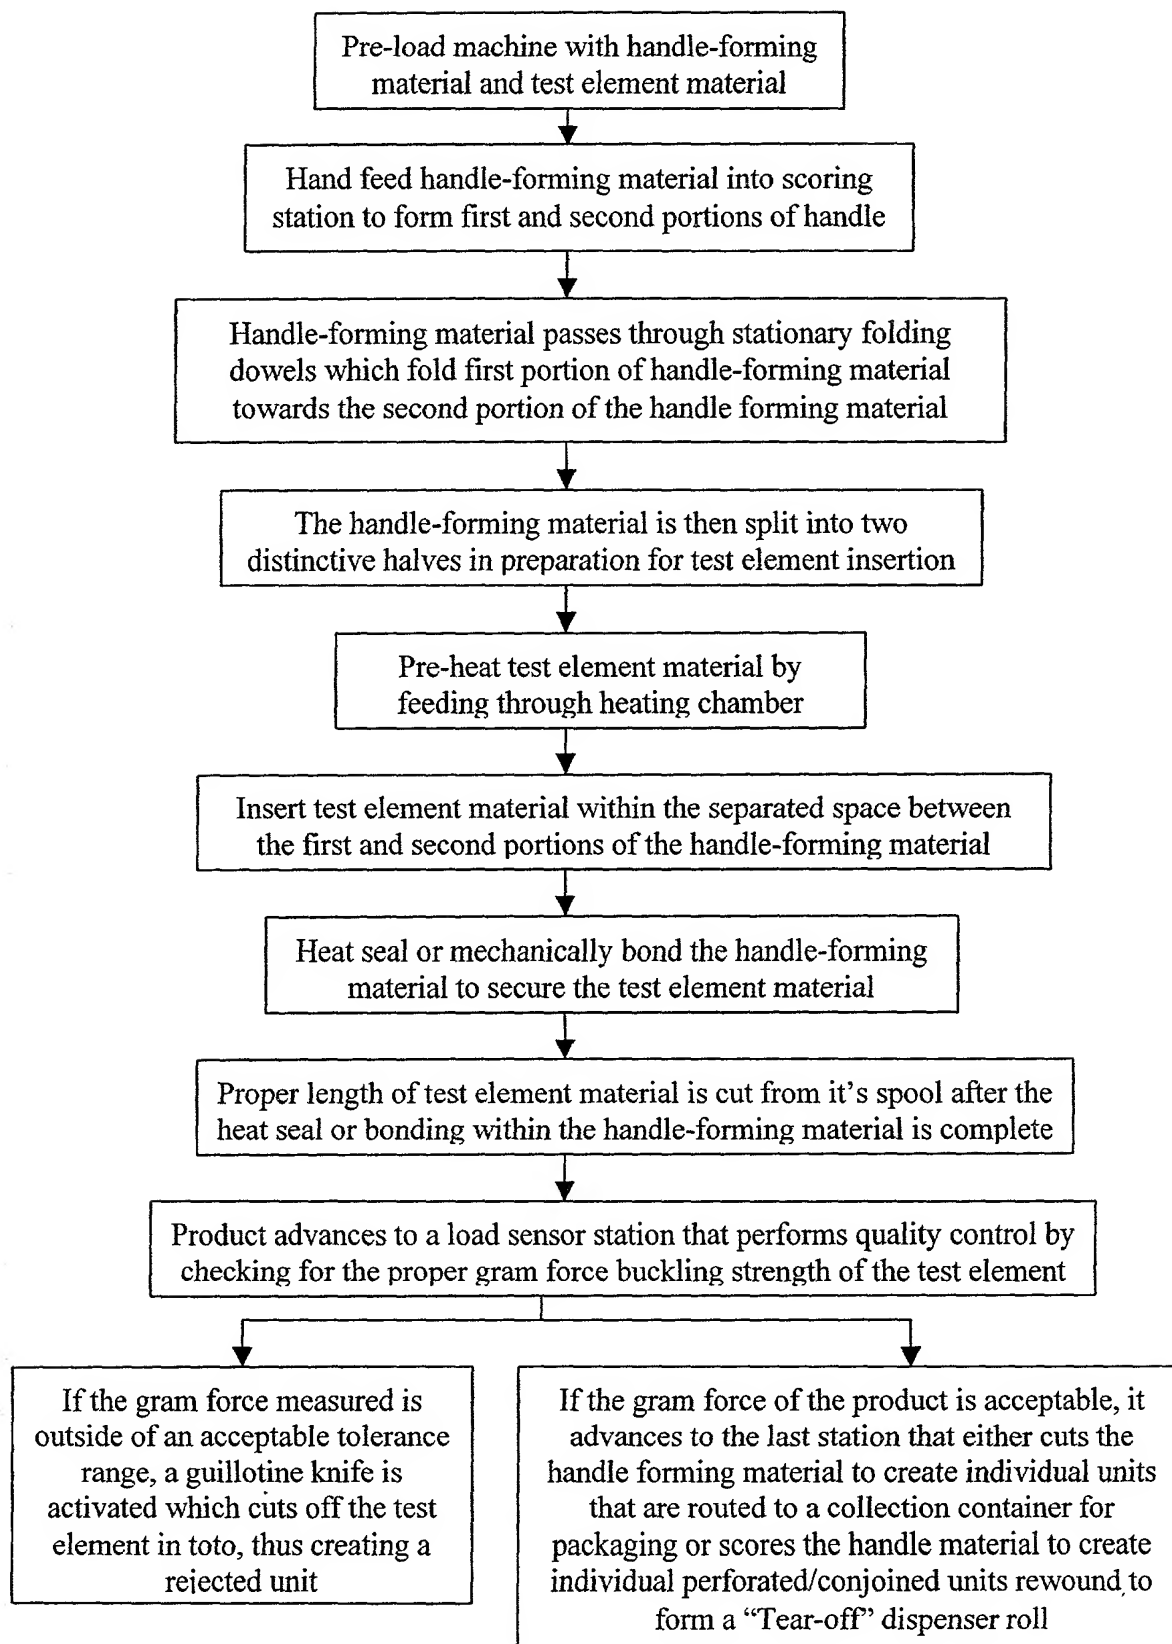 Pre-load machine with handle-forming
material and test element material
Hand feed handle-forming material into scoring
station to form first and second portions of handle
Handle-forming material passes through stationary folding
dowels which fold first portion of handle-forming material
towards the second portion of the handle forming material
The handle-forming material is then split into two
distinctive halves in preparation for test element insertion
Pre-heat test element material by
feeding through heating chamber
Insert test element material within the separated space between
the first and second portions of the handle-forming material
Heat seal or mechanically bond the handle-forming
material to secure the test element material
Proper length of test element material is cut from it's spool after the
heat seal or bonding within the handle-forming material is complete
Product advances to a load sensor station that performs quality control by
checking for the proper gram force buckling strength of the test element
If the gram force measured is
outside of an acceptable tolerance
range, a guillotine knife is
activated which cuts off the test
element in toto, thus creating a
rejected unit
If the gram force of the product is acceptable, it
advances to the last station that either cuts the
handle forming material to create individual units
that are routed to a collection container for
packaging or scores the handle material to create
individual perforated/conjoined units rewound to
form a “Tear-off” dispenser roll